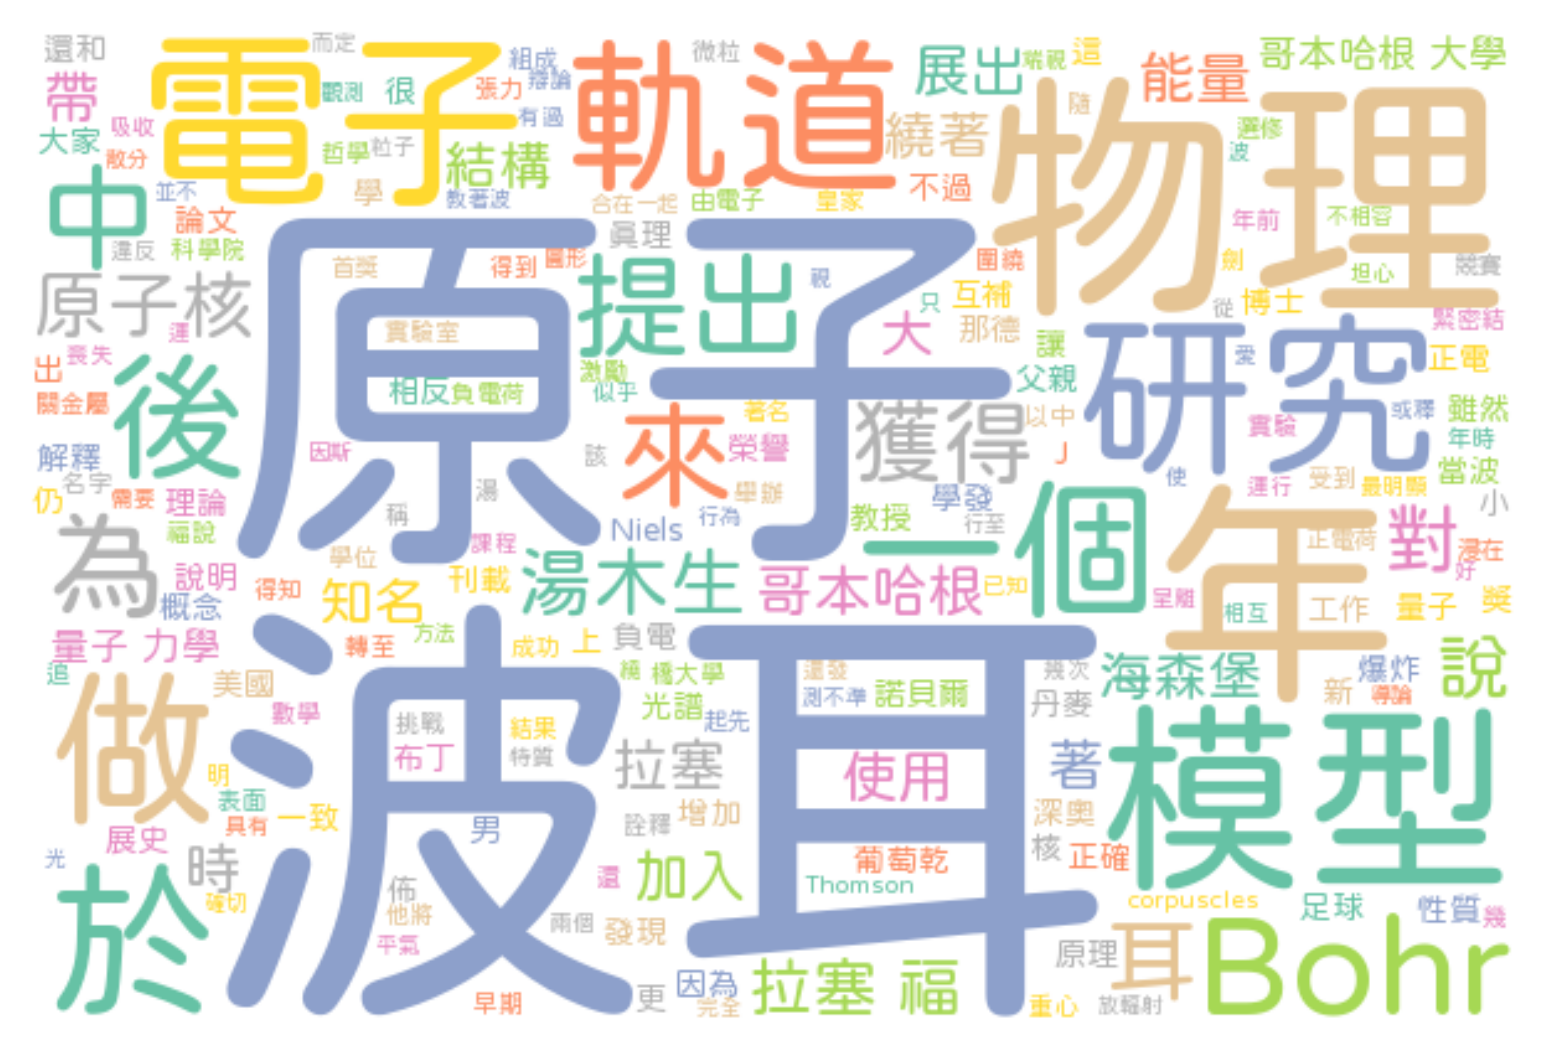 還和
電子
而定
組成
軌道
微粒
展出
端視
這
能量
哥本哈根 大學
帶
觀測
很
張力
辯論
有過
物理
隨
大家
吸收
散分
哲學
粒子
結構
繞著
選修
波
中
並不
學
教著波
合在一起
由電子
皇家
不過
論文
年前
不相容
違反
科學院
原子
真理
首獎
得到
圓形
提出
視
圍繞
劍
坦心
競賽
原子核
運
實驗室
只
互補
從
博士
緊密結
大
那德
讓
研究
出
喪失
後
激勵
父親
愛
正電
關金屬
相反
負電荷
似乎
來
著名
獲得
以中
或釋
雖然
解釋
因斯
該
榮譽
J
實驗
年時
仍
名字
需要
理論
湯
舉辦
學發
使
運行
受到
最明顯
當波
小
為
福說
稱
Niels
行為
教授
行至
一個
年
正電荷
對
浸在
好
學位
課程
說明
得知
知名
刊載
湯木生
哥本哈根
已知
呈離
相互
工作
量子
獎
概念
量子 力學
轉至
方法
成功
上
負電
波耳
追
美國
繞
橋大學
還發
幾次
海森堡
爆炸
說
做
數學
測不準
諾貝爾
丹麥
新
導論
挑戰
結果
光譜
起先
模型
布丁
特質
拉塞
使用
著
明
表面
具有
一致
男
詮釋
增加
深奧
展史
核
正確
光
時
佈
還
加入
葡萄乾
Thomson
於
確切
他將
兩個
發現
corpuscles
足球
性質
幾
平氣
原理
耳
Bohr
早期
更
因為
完全
拉塞 福
重心
放輻射